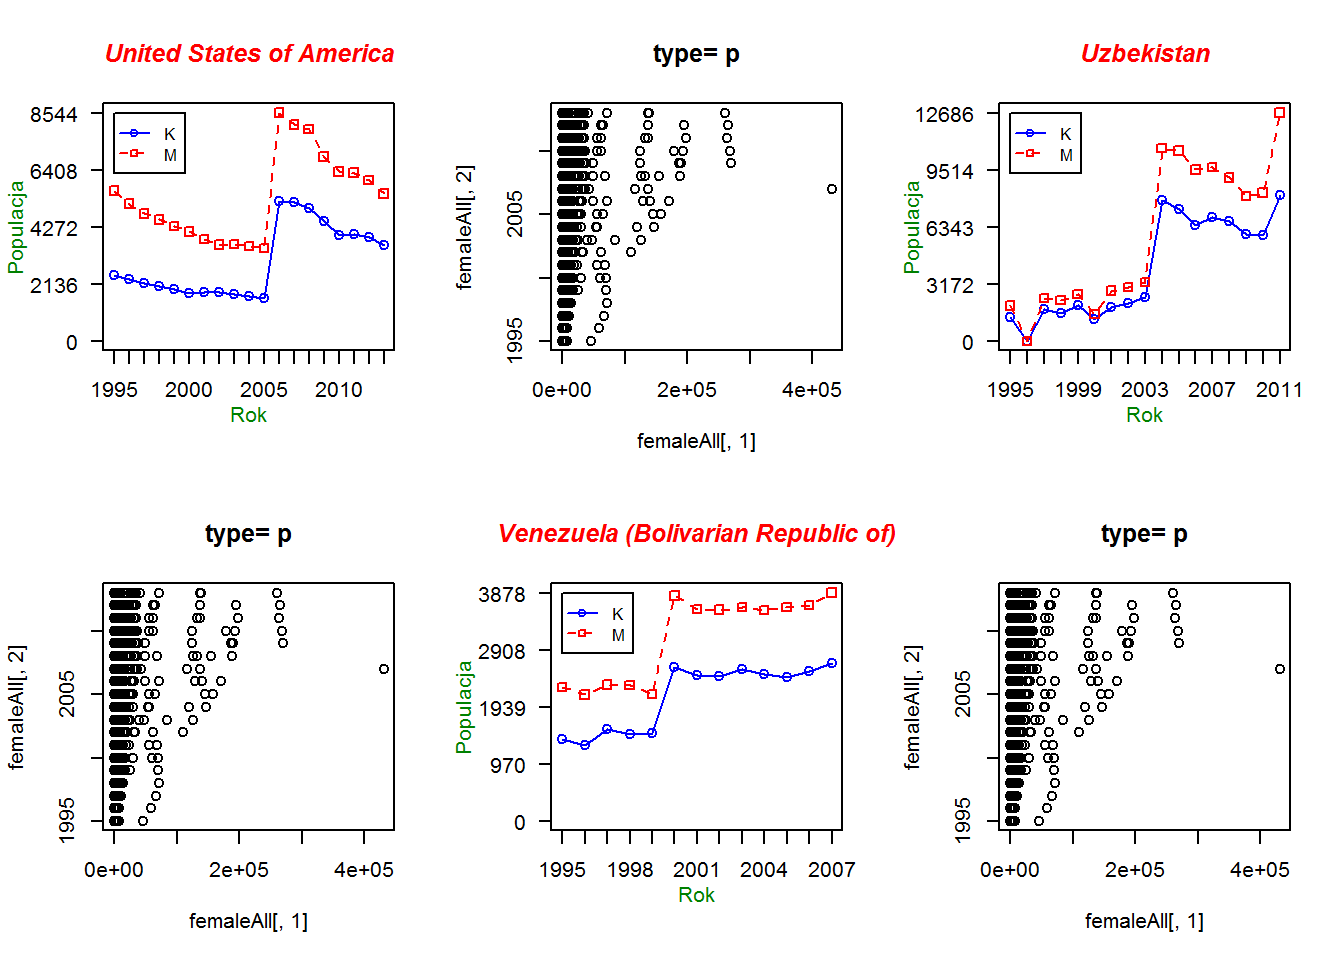 United States of America
8544
6408
4272
2136
0
Populacja
K
M
1995 2000 2005 2010
Rok
type= p
femaleAll[, 2]
2005
1995
0e+00 2e+05 4e+05
femaleAll[, 1]
Uzbekistan
12686
9514
6343
3172
0
Populacja
K
M
1995 1999 2003 2007 2011
Rok
type= p
femaleAll[, 2]
2005
1995
0e+00 2e+05 4e+05
femaleAll[, 1]
Venezuela (Bolivarian Republic of)
3878
2908
1939
970
0
Populacja
K
M
1995 1998 2001 2004 2007
Rok
type= p
femaleAll[, 2]
2005
1995
0e+00 2e+05 4e+05
femaleAll[, 1]